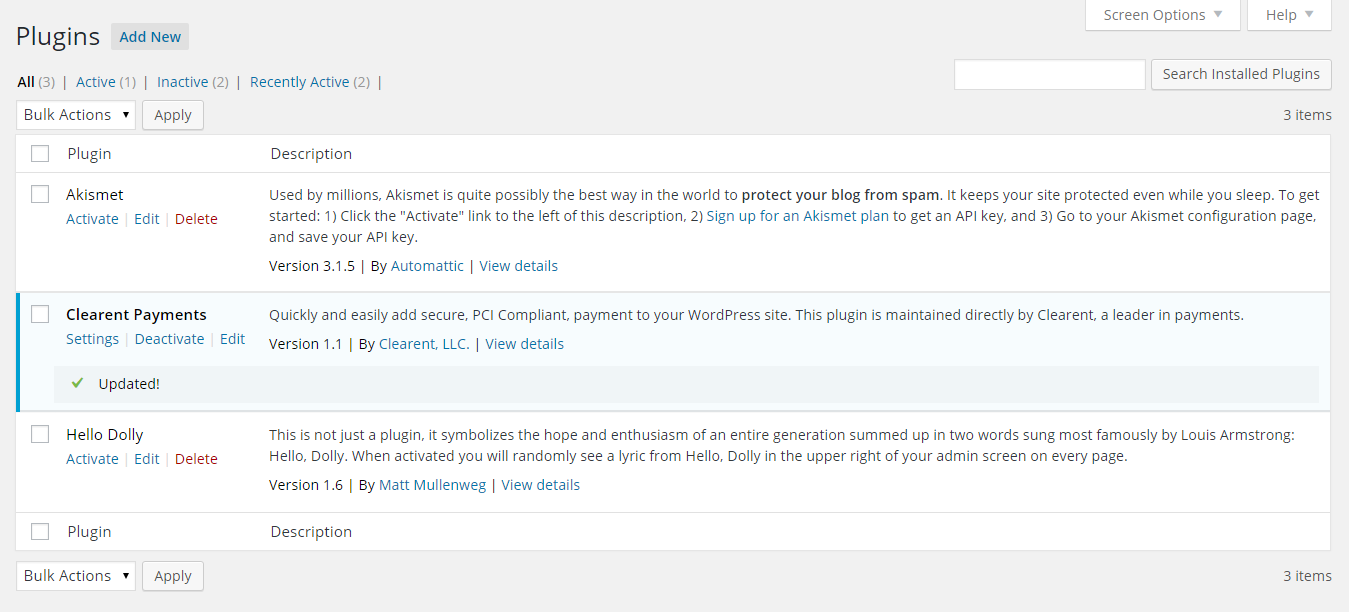 Screen Options ▼ Help ▼
Plugins Add New
All (3) | Active (1) | Inactive (2) | Recently Active (2) |
Search Installed Plugins
Bulk Actions ▼ Apply
3 items
Plugin Description
Akismet
Activate | Edit | Delete
Used by millions, Akismet is quite possibly the best way in the world to protect your blog from spam. It keeps your site protected even while you sleep. To get
started: 1) Click the "Activate" link to the left of this description, 2) Sign up for an Akismet plan to get an API key, and 3) Go to your Akismet configuration page,
and save your API key.
Version 3.1.5 | By Automattic | View details
Clearent Payments
Settings | Deactivate | Edit
Quickly and easily add secure, PCI Compliant, payment to your WordPress site. This plugin is maintained directly by Clearent, a leader in payments.
Version 1.1 | By Clearent, LLC. | View details
Updated!
Hello Dolly
Activate | Edit | Delete
This is not just a plugin, it symbolizes the hope and enthusiasm of an entire generation summed up in two words sung most famously by Louis Armstrong:
Hello, Dolly. When activated you will randomly see a lyric from Hello, Dolly in the upper right of your admin screen on every page.
Version 1.6 | By Matt Mullenweg | View details
Plugin Description
Bulk Actions ▼ Apply
3 items